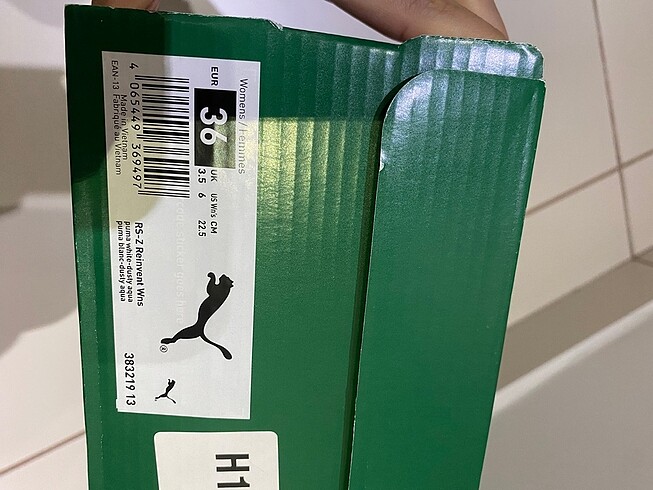 Womens / Femmes
EUR
36
UK
3.5
US Wn's
6
CM
22.5
4 065449 369497
EAN-13
Made in Vietnam
Fabriqué au Vietnam
RS-Z Reinvent Wns
puma white-dusty aqua
puma blanc-dusty aqua
383219 13
H1